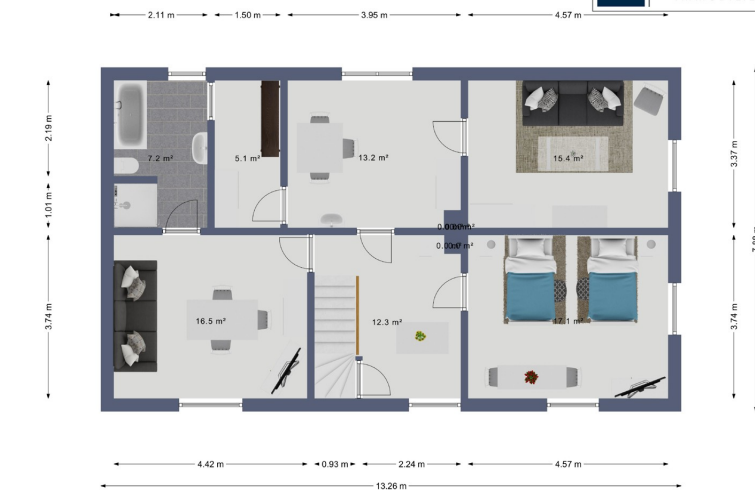 2.11 m
1.50 m
3.95 m
4.57 m
2.19 m
1.01 m
3.74 m
3.37 m
3.74 m
7.2 m²
5.1 m²
13.2 m²
15.4 m²
16.5 m²
12.3 m²
17.1 m²
4.42 m
0.93 m
2.24 m
4.57 m
13.26 m